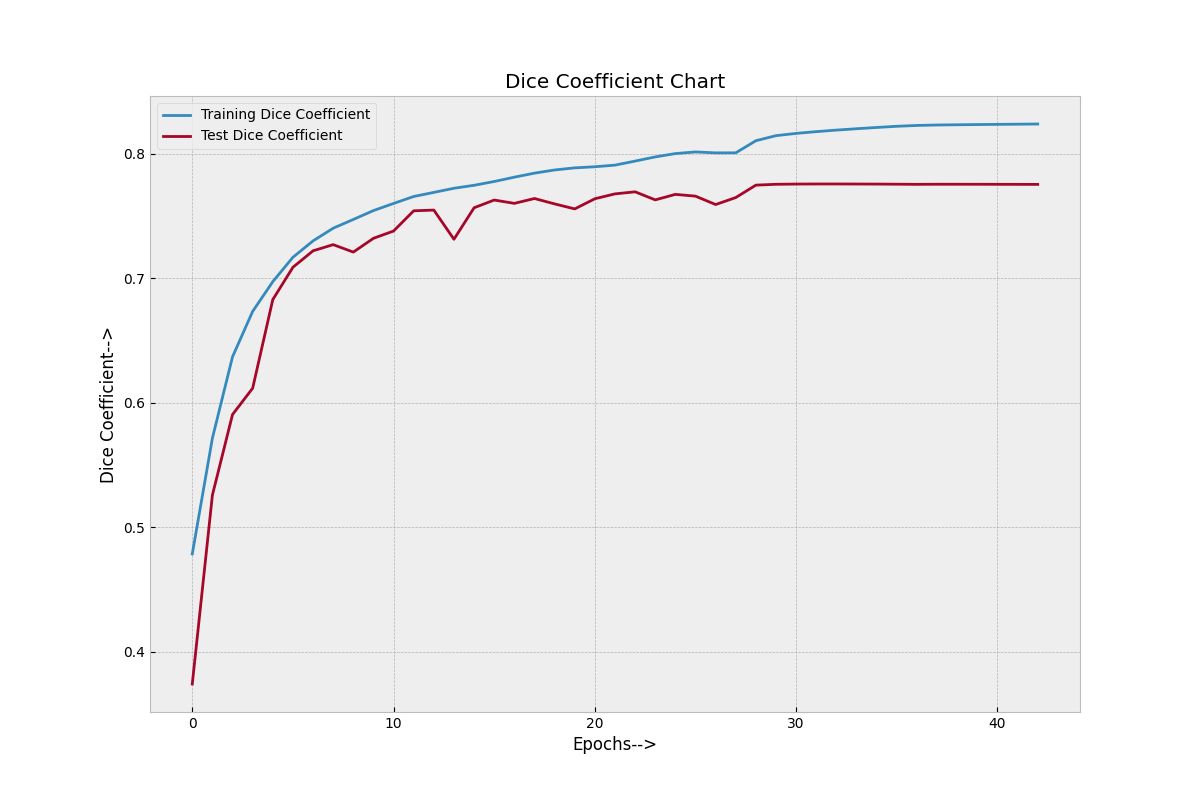 Dice Coefficient Chart
Training Dice Coefficient
Test Dice Coefficient
0.8
0.7
0.6
0.5
0.4
Dice Coefficient-->
0 10 20 30 40
Epochs-->